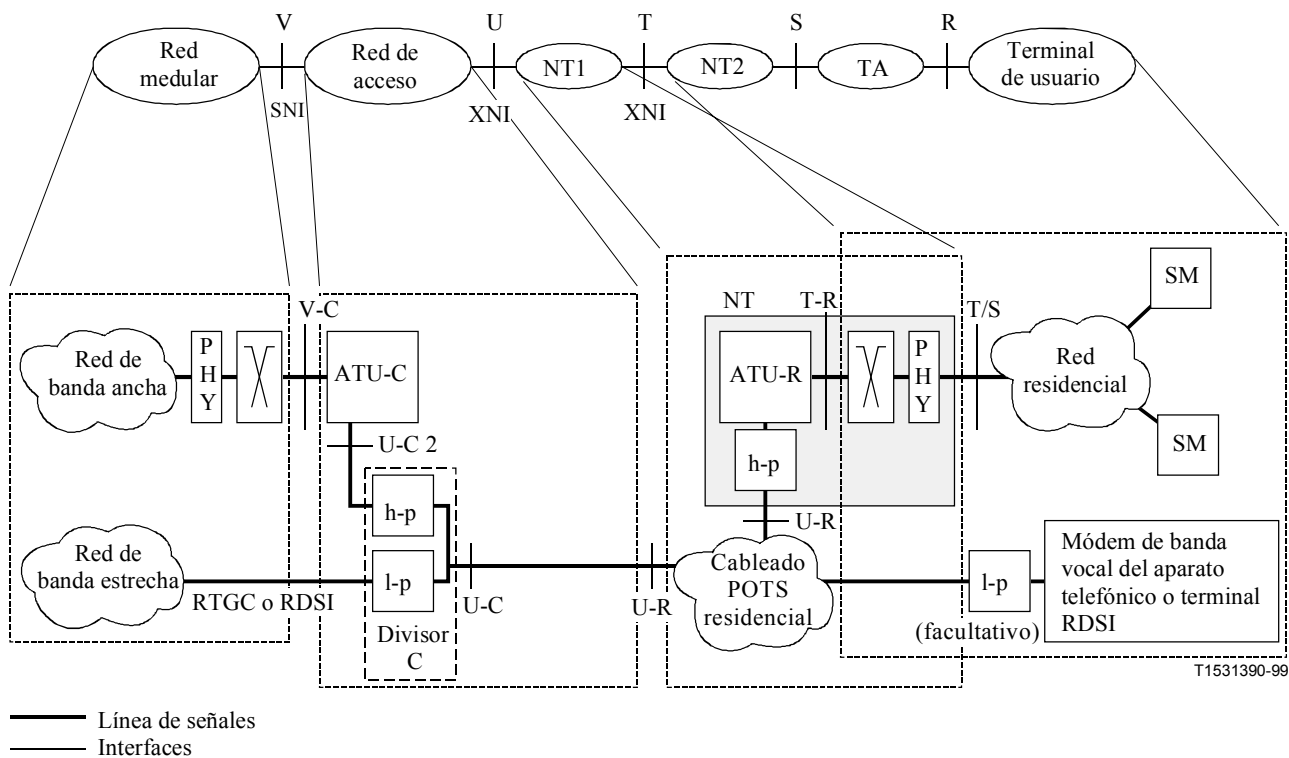 V
U
T
S
R
Red
medular
Red de
acceso
NT1
NT2
TA
Terminal
de usuario
SNI
XNI
XNI
SM
NT
T-R
T/S
V-C
Red de
banda ancha
P
H
Y
ATU-C
ATU-R
P
H
Y
Red
residencial
U-C 2
h-p
SM
h-p
U-R
Red de
banda estrecha
RTGC o RDSI
l-p
U-C
U-R
Cableado
POTS
residencial
l-p
(facultativo)
Módem de banda
vocal del aparato
telefónico o terminal
RDSI
Divisor
C
T1531390-99
Línea de señales
Interfaces